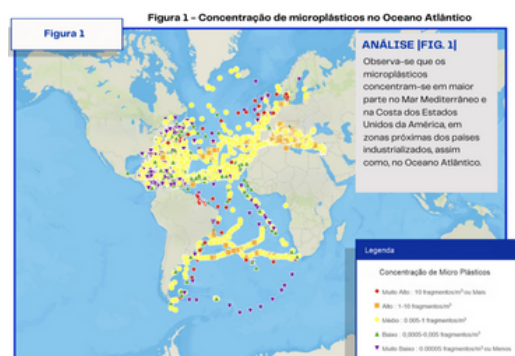 Figura 1 - Concentração de microplásticos no Oceano Atlântico
Figura 1
ANÁLISE |FIG. 1|
Observa-se que os
microplásticos
concentram-se em maior
parte no Mar Mediterrâneo e
na Costa dos Estados
Unidos da América, em
zonas próximas dos países
industrializados, assim
como, no Oceano Atlântico.
Legenda
Concentração de Micro Plásticos
Muito Alto : 10 fragmentos/m³ ou Mais
Alto : 1-10 fragmentos/m³
Médio : 0.005-1 fragmentos/m³
Baixo : 0,0005-0,005 fragmentos/m³
Muito Baixo : 0.00005 fragmentos/m³ ou Menos